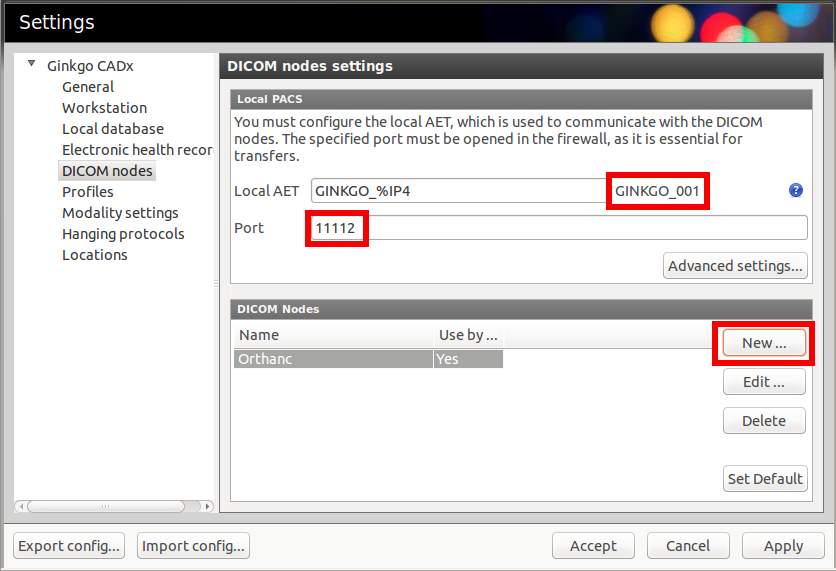 Settings
Ginkgo CADx
General
Workstation
Local database
Electronic health recor
DICOM nodes
Profiles
Modality settings
Hanging protocols
Locations
DICOM nodes settings
Local PACS
You must configure the local AET, which is used to communicate with the DICOM
nodes. The specified port must be opened in the firewall, as it is essential for
transfers.
Local AET GINKGO_%IP4 GINKGO_001 ?
Port 11112
Advanced settings...
DICOM Nodes
Name Use by ...
Orthanc Yes
New ...
Edit ...
Delete
Set Default
Export config... Import config... Accept Cancel Apply